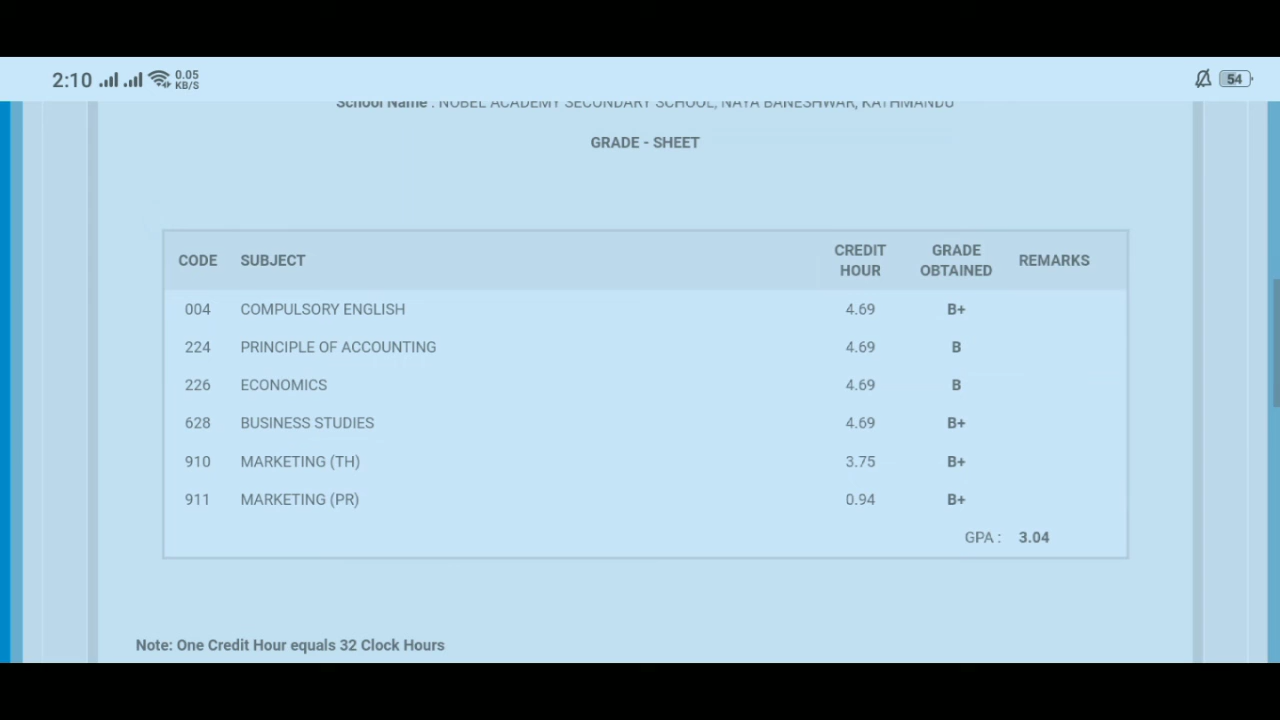 2:10 0.05 KB/S 54
School Name : NOBEL ACADEMY SECONDARY SCHOOL, NAYA BANESHWAR, KATHMANDU
GRADE - SHEET
CODE SUBJECT CREDIT HOUR GRADE OBTAINED REMARKS
004 COMPULSORY ENGLISH 4.69 B+
224 PRINCIPLE OF ACCOUNTING 4.69 B
226 ECONOMICS 4.69 B
628 BUSINESS STUDIES 4.69 B+
910 MARKETING (TH) 3.75 B+
911 MARKETING (PR) 0.94 B+
GPA : 3.04
Note: One Credit Hour equals 32 Clock Hours